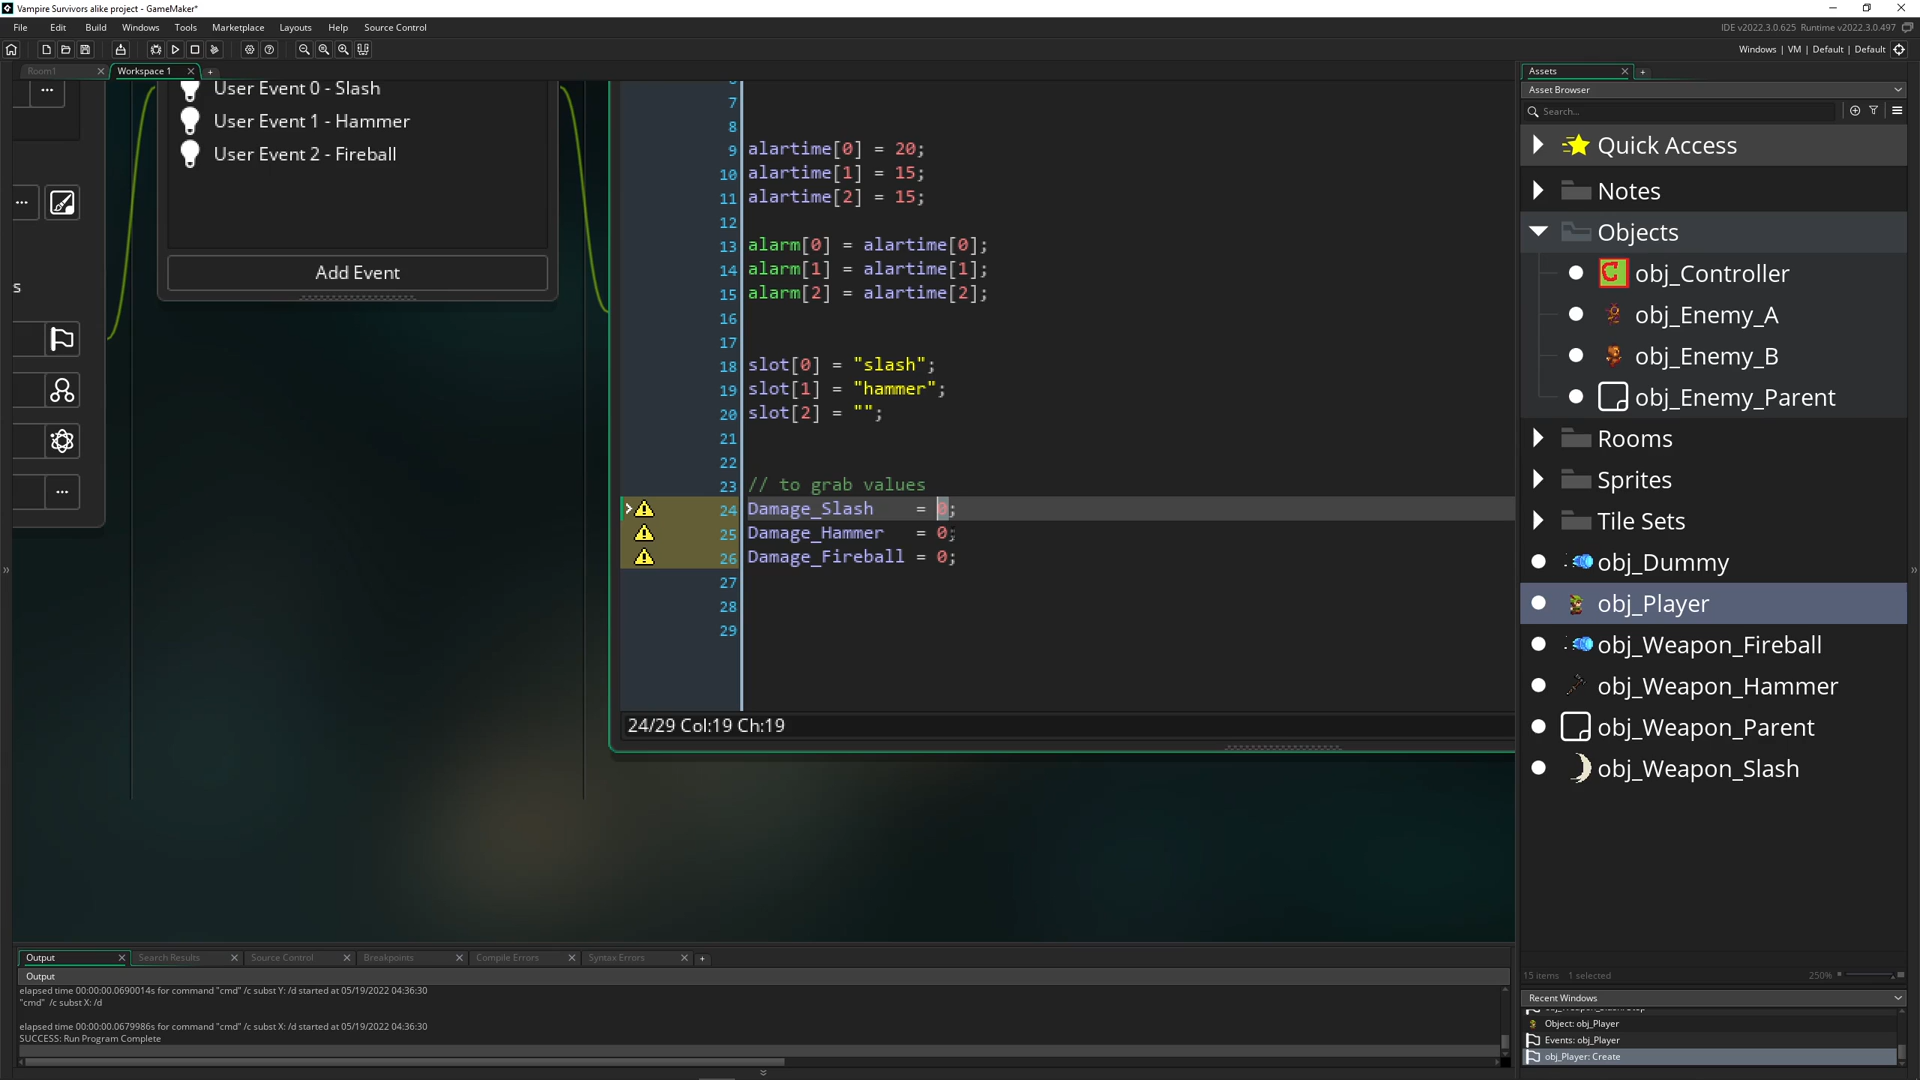 Vampire Survivors alike project - GameMaker*
File Edit Build Windows Tools Marketplace Layouts Help Source Control
IDE v2022.3.0.625 Runtime v2022.3.0.497
Windows | VM | Default | Default
Room1
Workspace 1
User Event 0 - Slash
User Event 1 - Hammer
User Event 2 - Fireball
Add Event
s
7
8
9 alartime[0] = 20;
10 alartime[1] = 15;
11 alartime[2] = 15;
12
13 alarm[0] = alartime[0];
14 alarm[1] = alartime[1];
15 alarm[2] = alartime[2];
16
17
18 slot[0] = "slash";
19 slot[1] = "hammer";
20 slot[2] = "";
21
22
23 // to grab values
24 Damage_Slash = 0;
25 Damage_Hammer = 0;
26 Damage_Fireball = 0;
27
28
29
24/29 Col:19 Ch:19
Assets
Asset Browser
Search...
Quick Access
Notes
Objects
obj_Controller
obj_Enemy_A
obj_Enemy_B
obj_Enemy_Parent
Rooms
Sprites
Tile Sets
obj_Dummy
obj_Player
obj_Weapon_Fireball
obj_Weapon_Hammer
obj_Weapon_Parent
obj_Weapon_Slash
15 items 1 selected
250%
Recent Windows
Object: obj_Player
Events: obj_Player
obj_Player: Create
Output Search Results Source Control Breakpoints Compile Errors Syntax Errors
Output
elapsed time 00:00:00.0690014s for command "cmd" /c subst Y: /d started at 05/19/2022 04:36:30
"cmd" /c subst X: /d
elapsed time 00:00:00.0679986s for command "cmd" /c subst X: /d started at 05/19/2022 04:36:30
SUCCESS: Run Program Complete